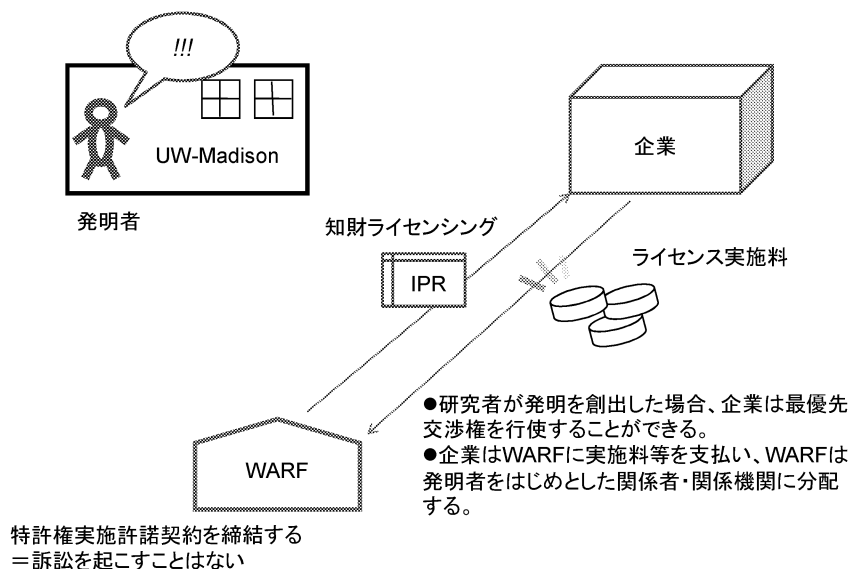 !!!
UW-Madison
発明者
企業
知財ライセンシング
IPR
ライセンス実施料
WARF
●研究者が発明を創出した場合、企業は最優先
交渉権を行使することができる。
●企業はWARFに実施料等を支払い、WARFは
発明者をはじめとした関係者・関係機関に分配
する。
特許権実施許諾契約を締結する
＝訴訟を起こすことはない